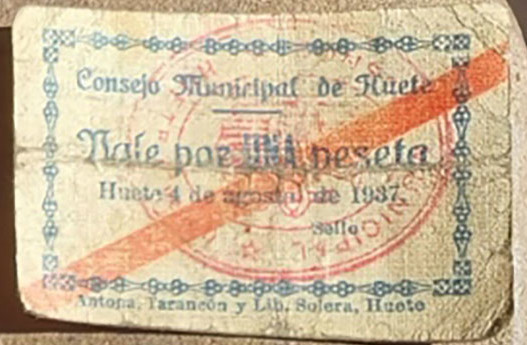 Consejo Municipal de Huete
Vale por UNA peseta
Huete 4 de agosto de 1937.
Sello
MUNICIPAL
Antona, Tarancón y Lib. Solera, Huete